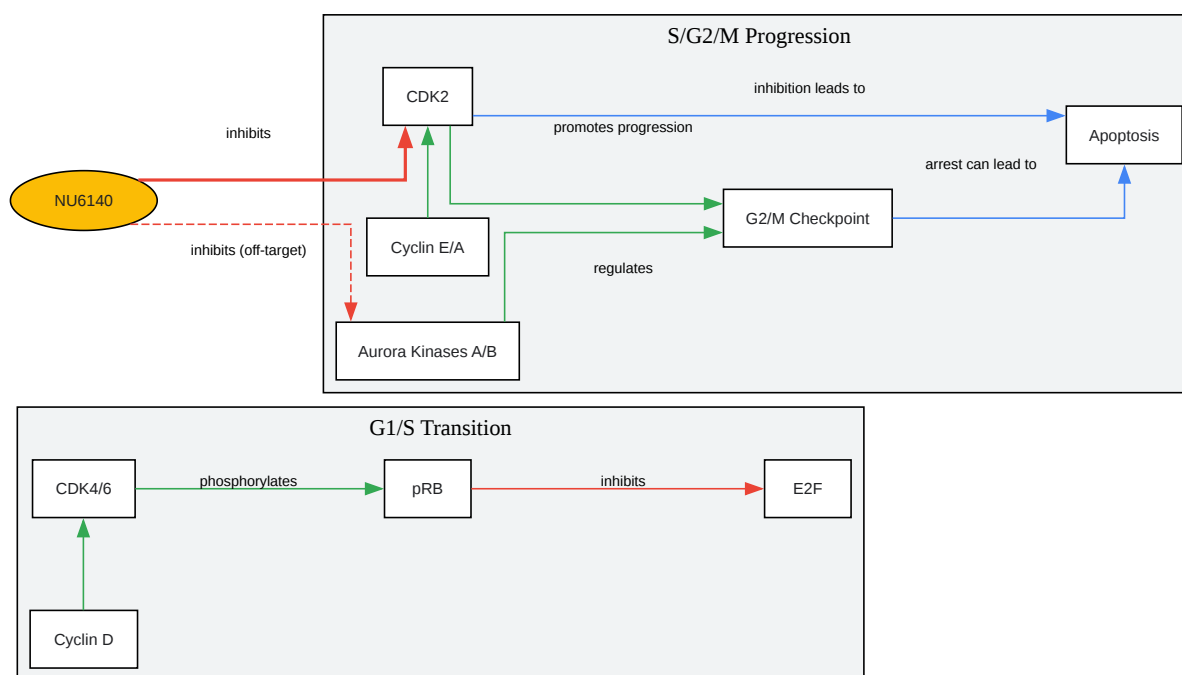 S/G2/M Progression
CDK2
inhibition leads to
promotes progression
inhibits
Apoptosis
arrest can lead to
NU6140
G2/M Checkpoint
inhibits (off-target)
Cyclin E/A
regulates
Aurora Kinases A/B
G1/S Transition
CDK4/6
phosphorylates
pRB
inhibits
E2F
Cyclin D